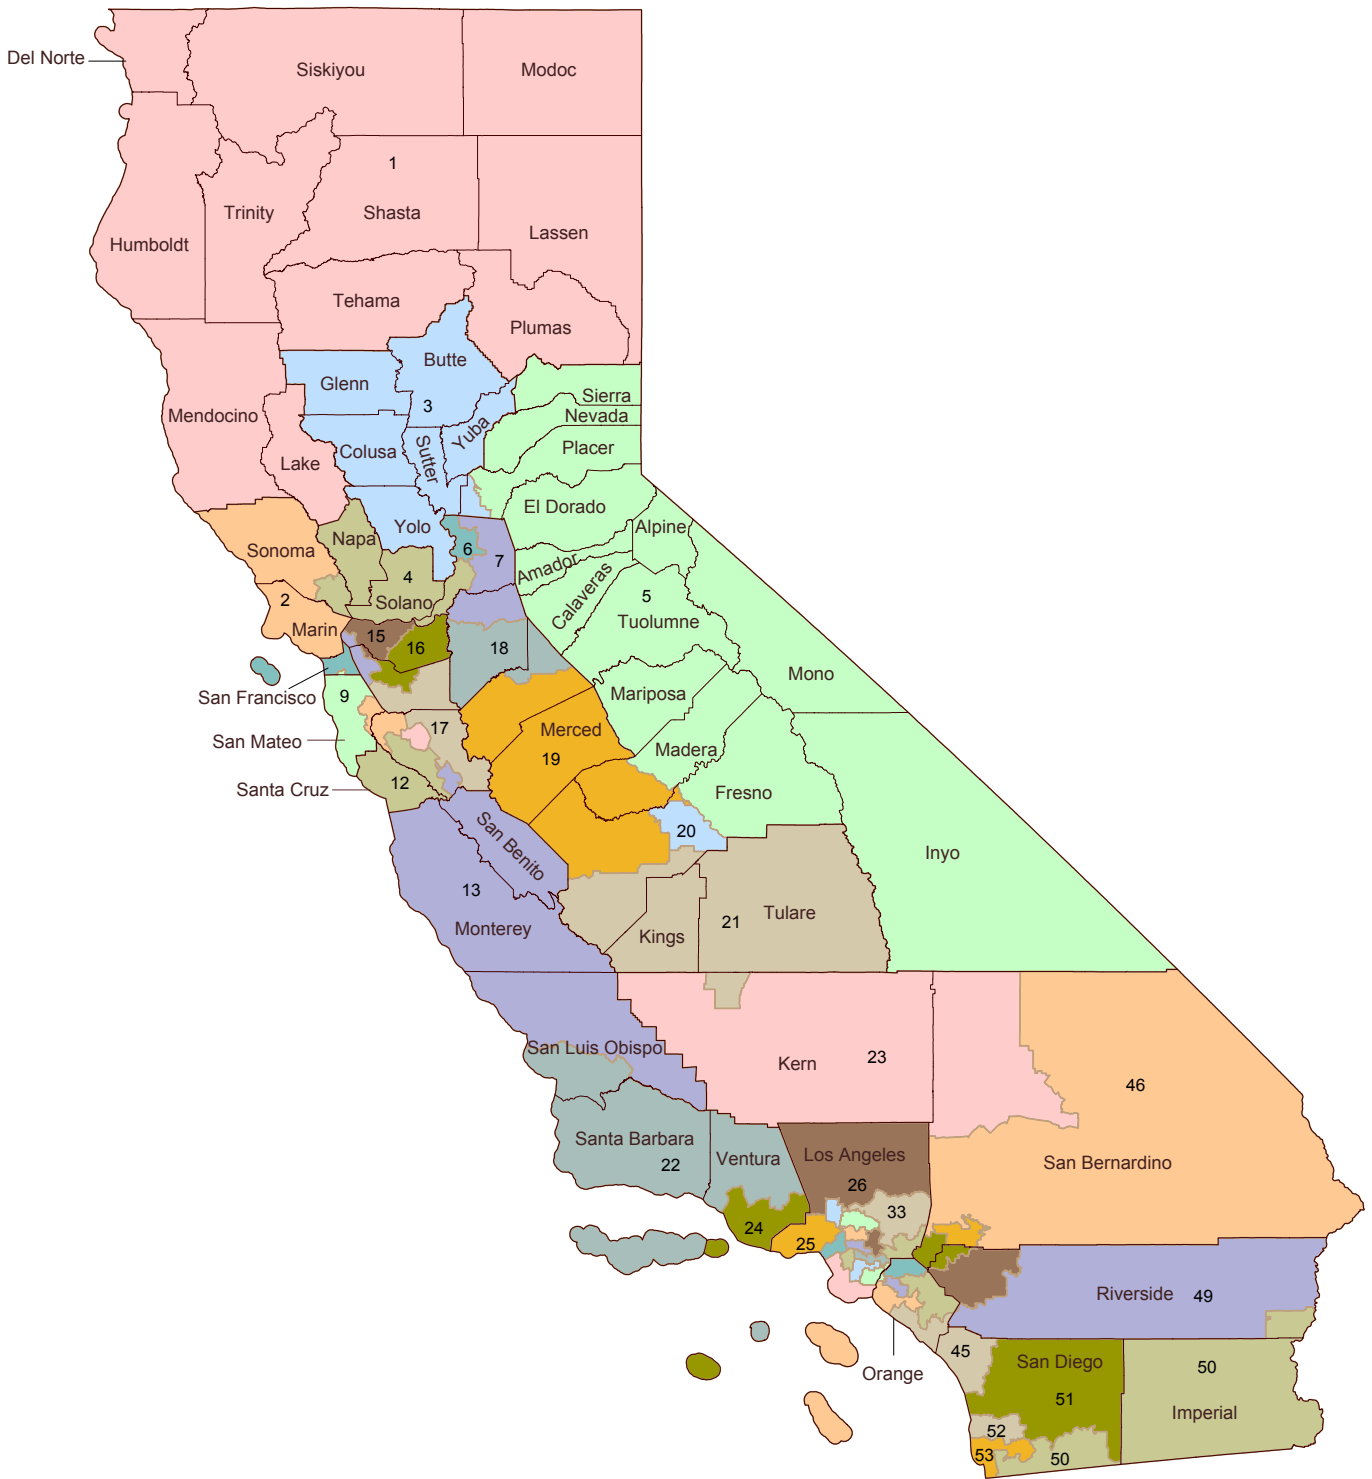 Del Norte
Siskiyou
Modoc
1
Shasta
Trinity
Humboldt
Lassen
Tehama
Plumas
Butte
Glenn
3
Sierra
Nevada
Mendocino
Yuba
Colusa
Sutter
Placer
Lake
El Dorado
Yolo
Alpine
Napa
Sonoma
6
7
Amador
4
Calaveras
5
Solano
2
Tuolumne
Marin
15
16
18
San Francisco
9
Mono
Mariposa
San Mateo
17
Merced
Madera
19
Santa Cruz
12
Fresno
20
San Benito
Inyo
13
Monterey
21
Tulare
Kings
San Luis Obispo
Kern
23
46
Santa Barbara
22
Ventura
Los Angeles
26
San Bernardino
33
24
25
Riverside
49
45
San Diego
50
Orange
51
Imperial
52
53
50